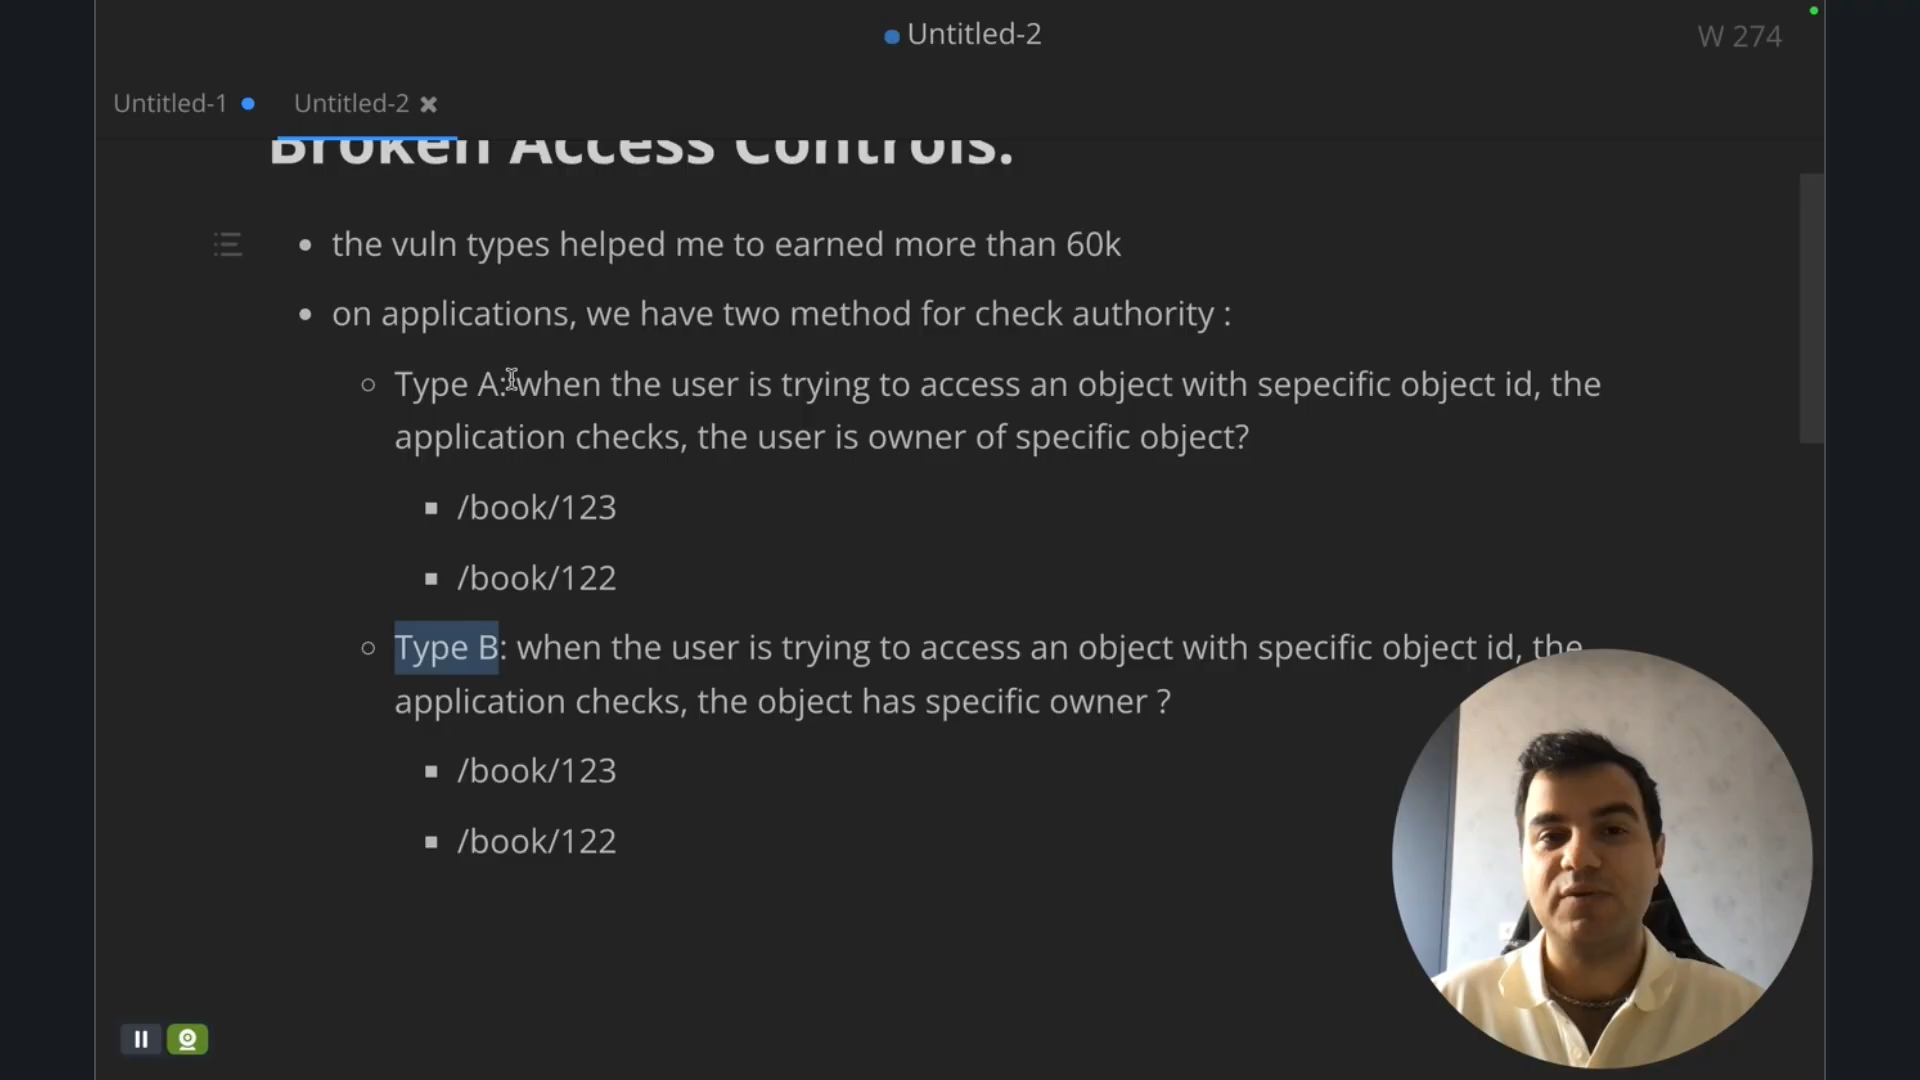 Untitled-2
W 274
Untitled-1
Untitled-2
Broken Access Controls.
the vuln types helped me to earned more than 60k
on applications, we have two method for check authority :
Type A: when the user is trying to access an object with sepecific object id, the
application checks, the user is owner of specific object?
/book/123
/book/122
Type B: when the user is trying to access an object with specific object id, the
application checks, the object has specific owner ?
/book/123
/book/122